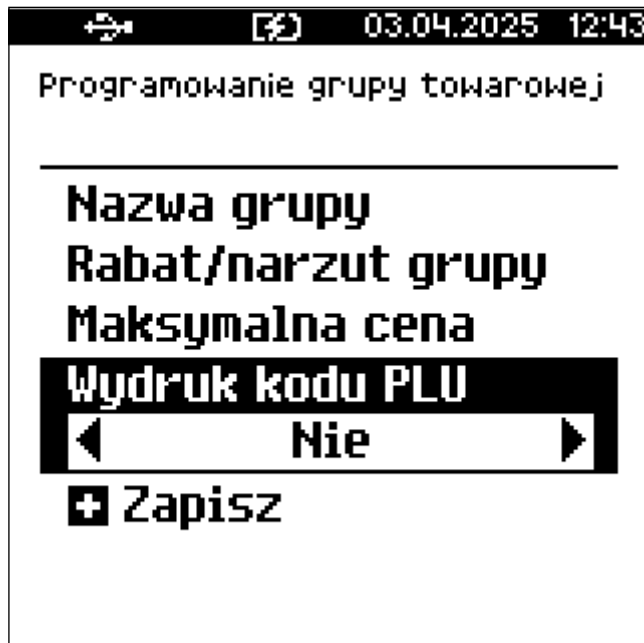 03.04.2025 12:43
Programowanie grupy towarowej
Nazwa grupy
Rabat/narzut grupy
Maksymalna cena
Wydruk kodu PLU
Nie
Zapisz